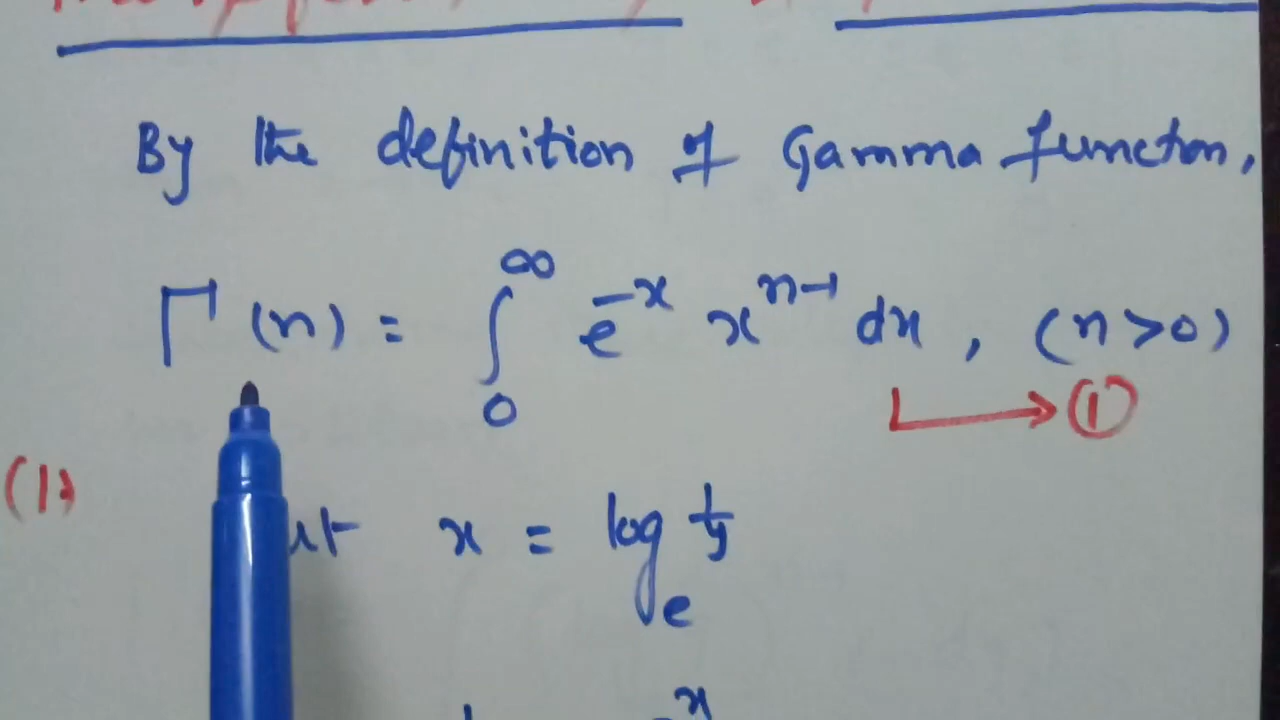 By the definition of Gamma function,
Γ(n) = ∫₀^∞ e^{-x} x^{n-1} dx, (n>0)
→ ①
(1) x = log_e 1/y
x